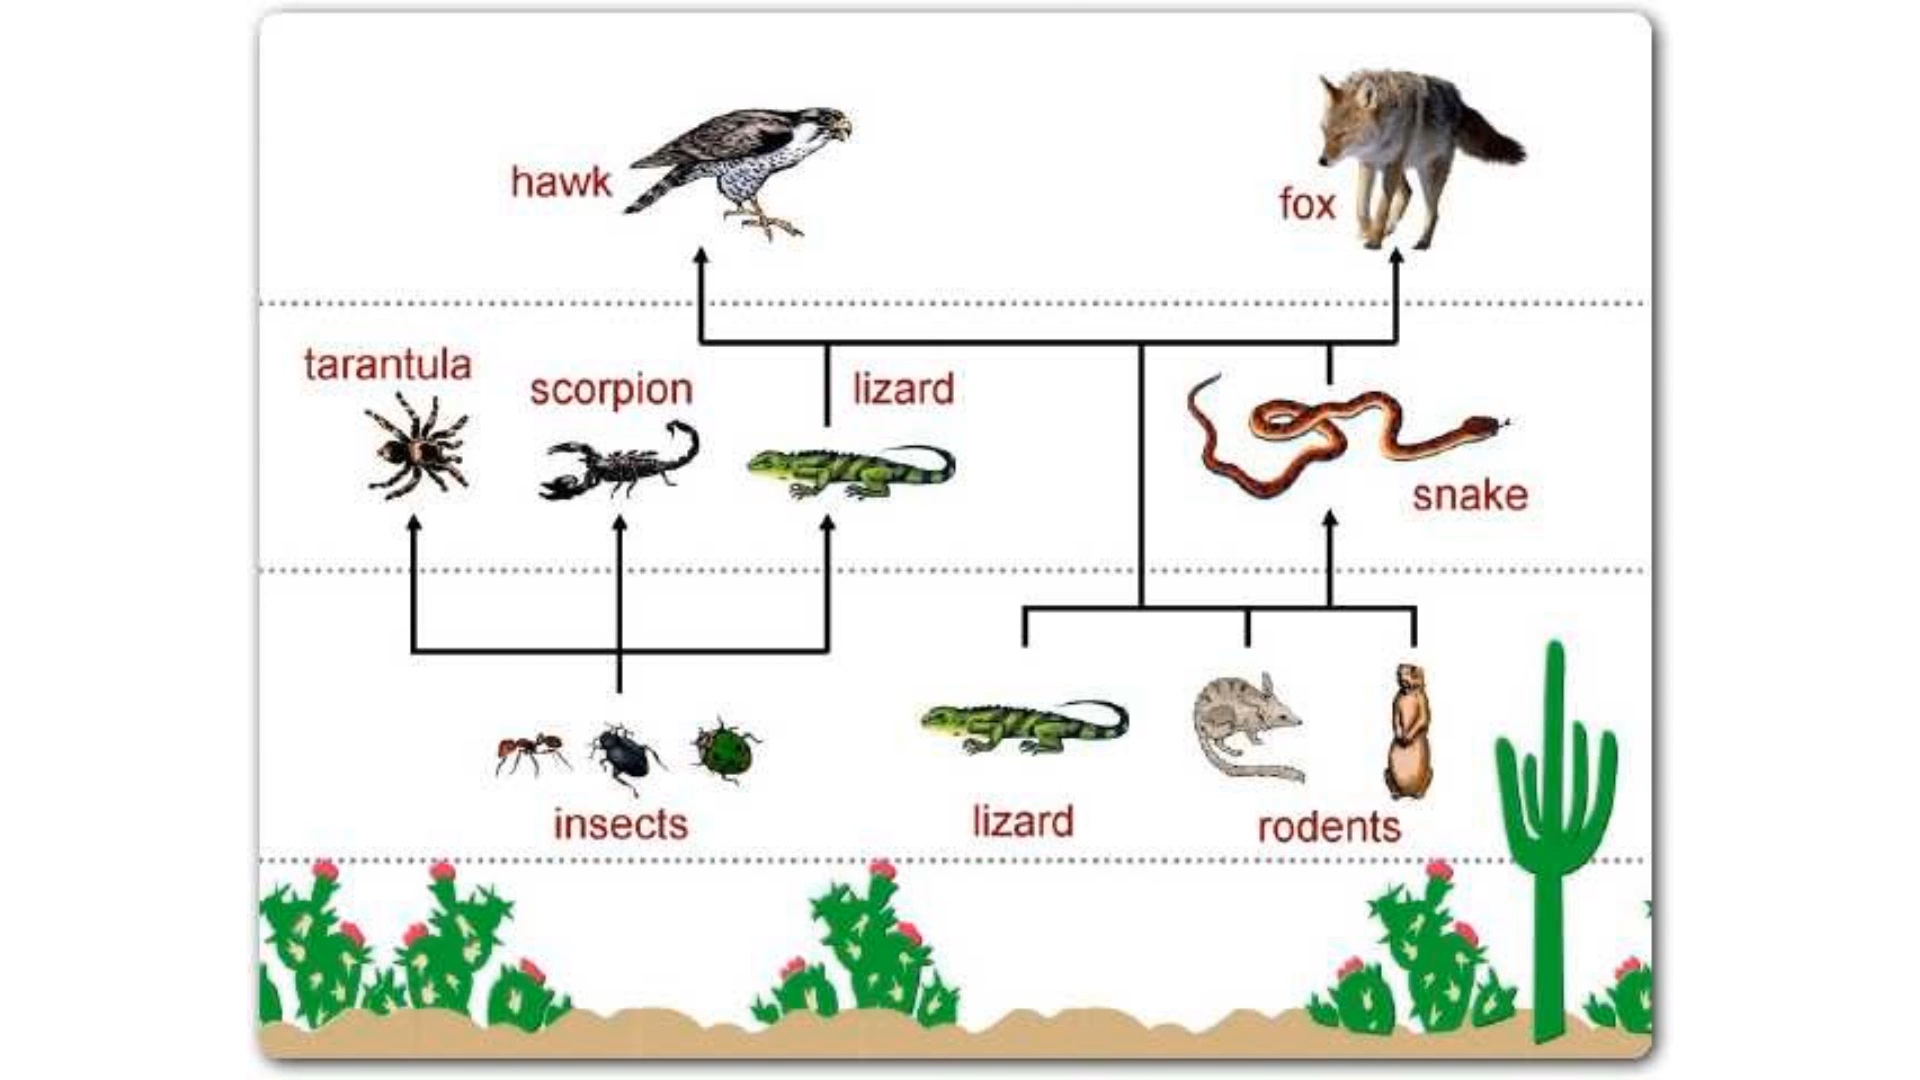 hawk
fox
tarantula
scorpion
lizard
snake
insects
lizard
rodents